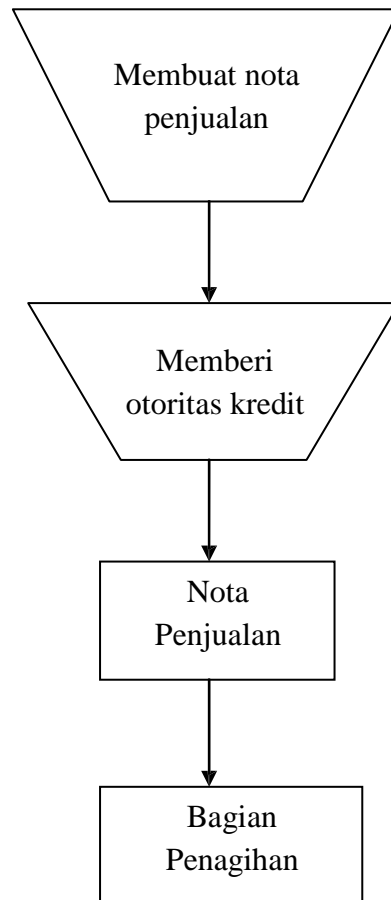 Membuat nota
penjualan
Memberi
otoritas kredit
Nota
Penjualan
Bagian
Penagihan